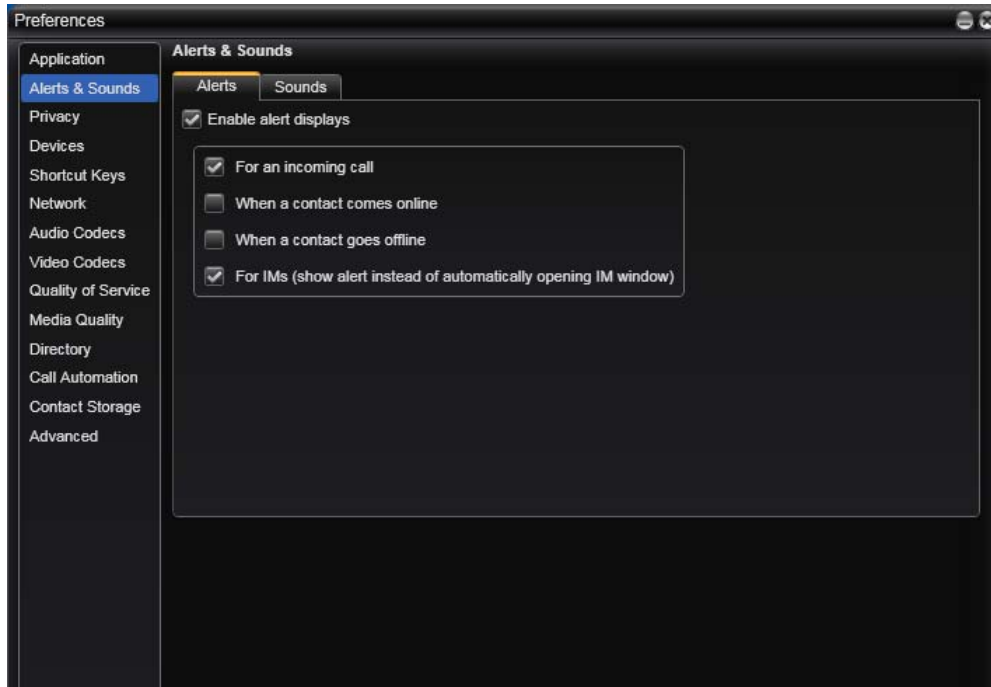 Preferences
Application
Alerts & Sounds
Privacy
Devices
Shortcut Keys
Network
Audio Codecs
Video Codecs
Quality of Service
Media Quality
Directory
Call Automation
Contact Storage
Advanced
Alerts & Sounds
Alerts
Sounds
Enable alert displays
For an incoming call
When a contact comes online
When a contact goes offline
For IMs (show alert instead of automatically opening IM window)